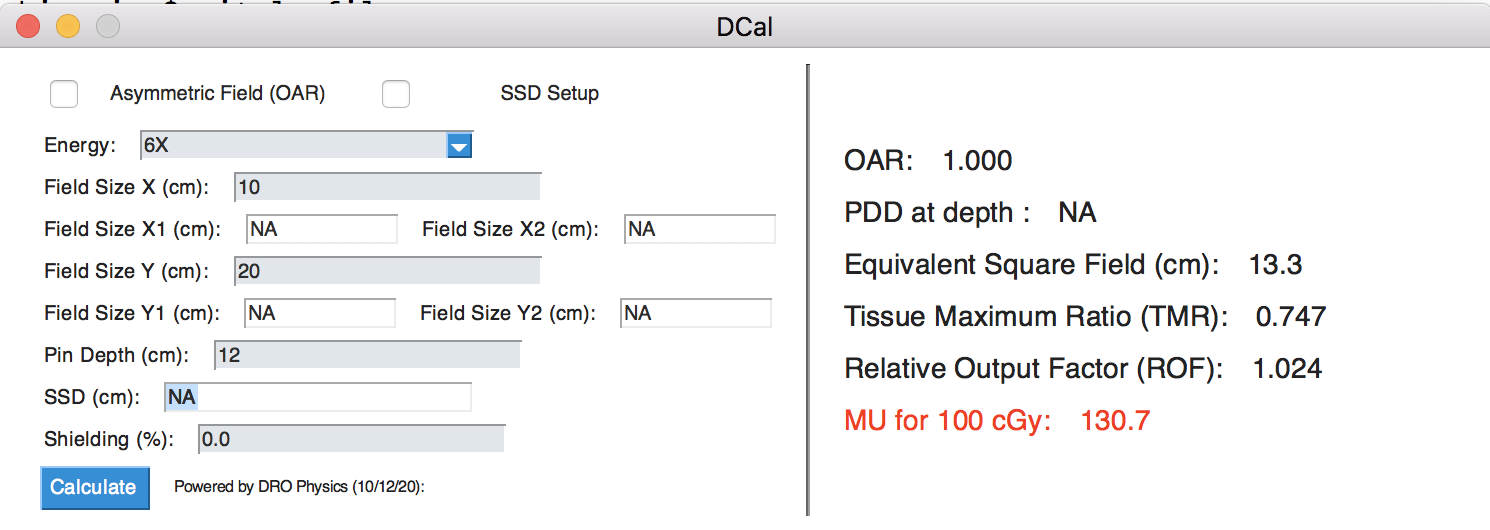 DCal
Asymmetric Field (OAR) SSD Setup
Energy: 6X
Field Size X (cm): 10
Field Size X1 (cm): NA Field Size X2 (cm): NA
Field Size Y (cm): 20
Field Size Y1 (cm): NA Field Size Y2 (cm): NA
Pin Depth (cm): 12
SSD (cm): NA
Shielding (%): 0.0
Calculate Powered by DRO Physics (10/12/20):
OAR: 1.000
PDD at depth : NA
Equivalent Square Field (cm): 13.3
Tissue Maximum Ratio (TMR): 0.747
Relative Output Factor (ROF): 1.024
MU for 100 cGy: 130.7